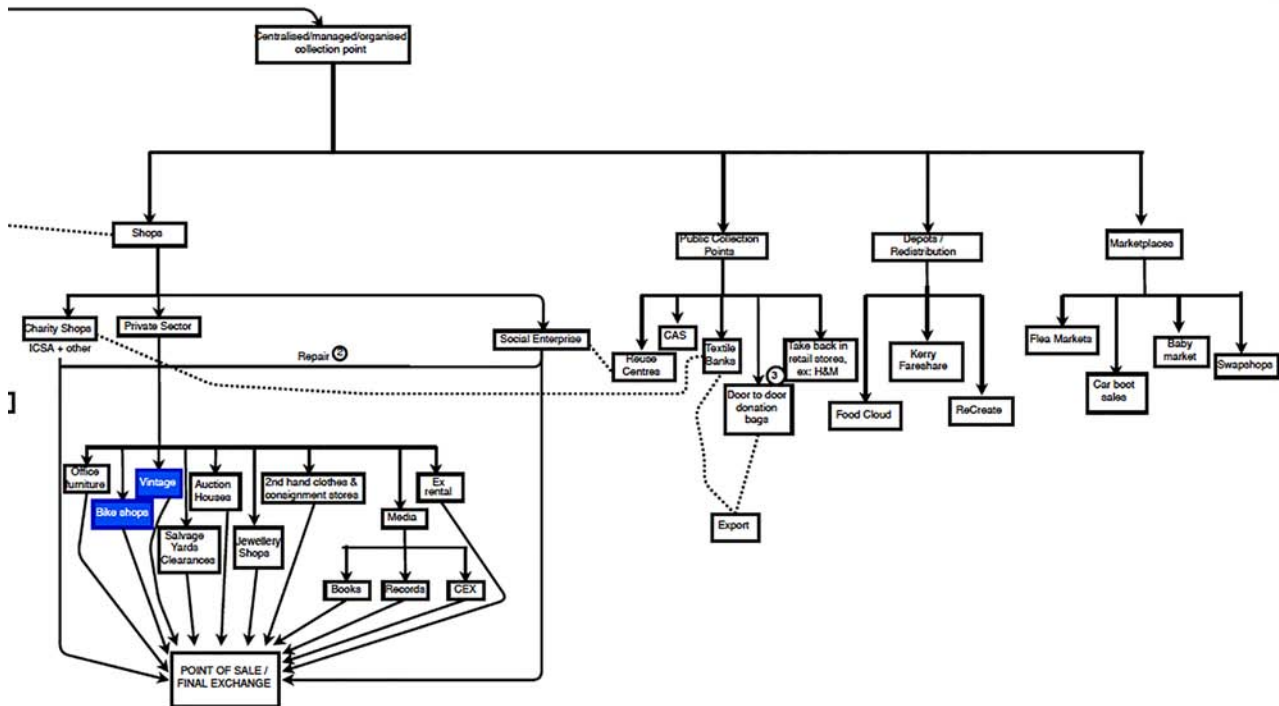 Centralised/managed/organised
collection point
Shops
Public Collection
Points
Depots /
Redistribution
Marketplaces
Charity Shops
ICSA + other
Private Sector
Social Enterprise
Repair 2
Reuse
Centres
CAS
Textile
Banks
Take back in
retail stores,
ex: H&M
3
Door to door
donation
bags
Kerry
Fareshare
Food Cloud
ReCreate
Flea Markets
Car boot
sales
Baby
market
Swapshops
Office
furniture
Bike shops
Vintage
Salvage
Yards
Clearances
Auction
Houses
Jewellery
Shops
2nd hand clothes &
consignment stores
Media
Ex
rental
Export
Books
Records
CEX
POINT OF SALE /
FINAL EXCHANGE